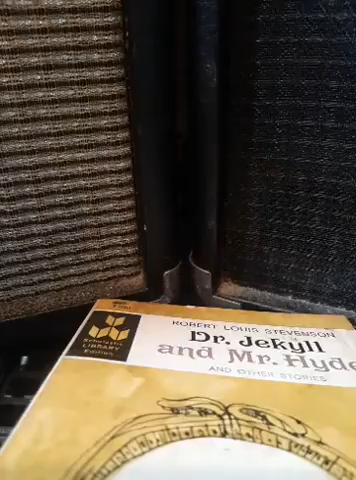 Scholastic
LIBRARY
Edition
ROBERT LOUIS STEVENSON
Dr. Jekyll
and Mr. Hyde
AND OTHER STORIES